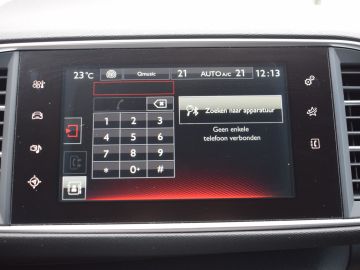 23 °C Qmusic 21 AUTO A/C 21 12:13
Zoeken naar apparatuur
1 2 3
Geen enkele
telefoon verbonden
4 5 6
7 8 9
* 0+ #